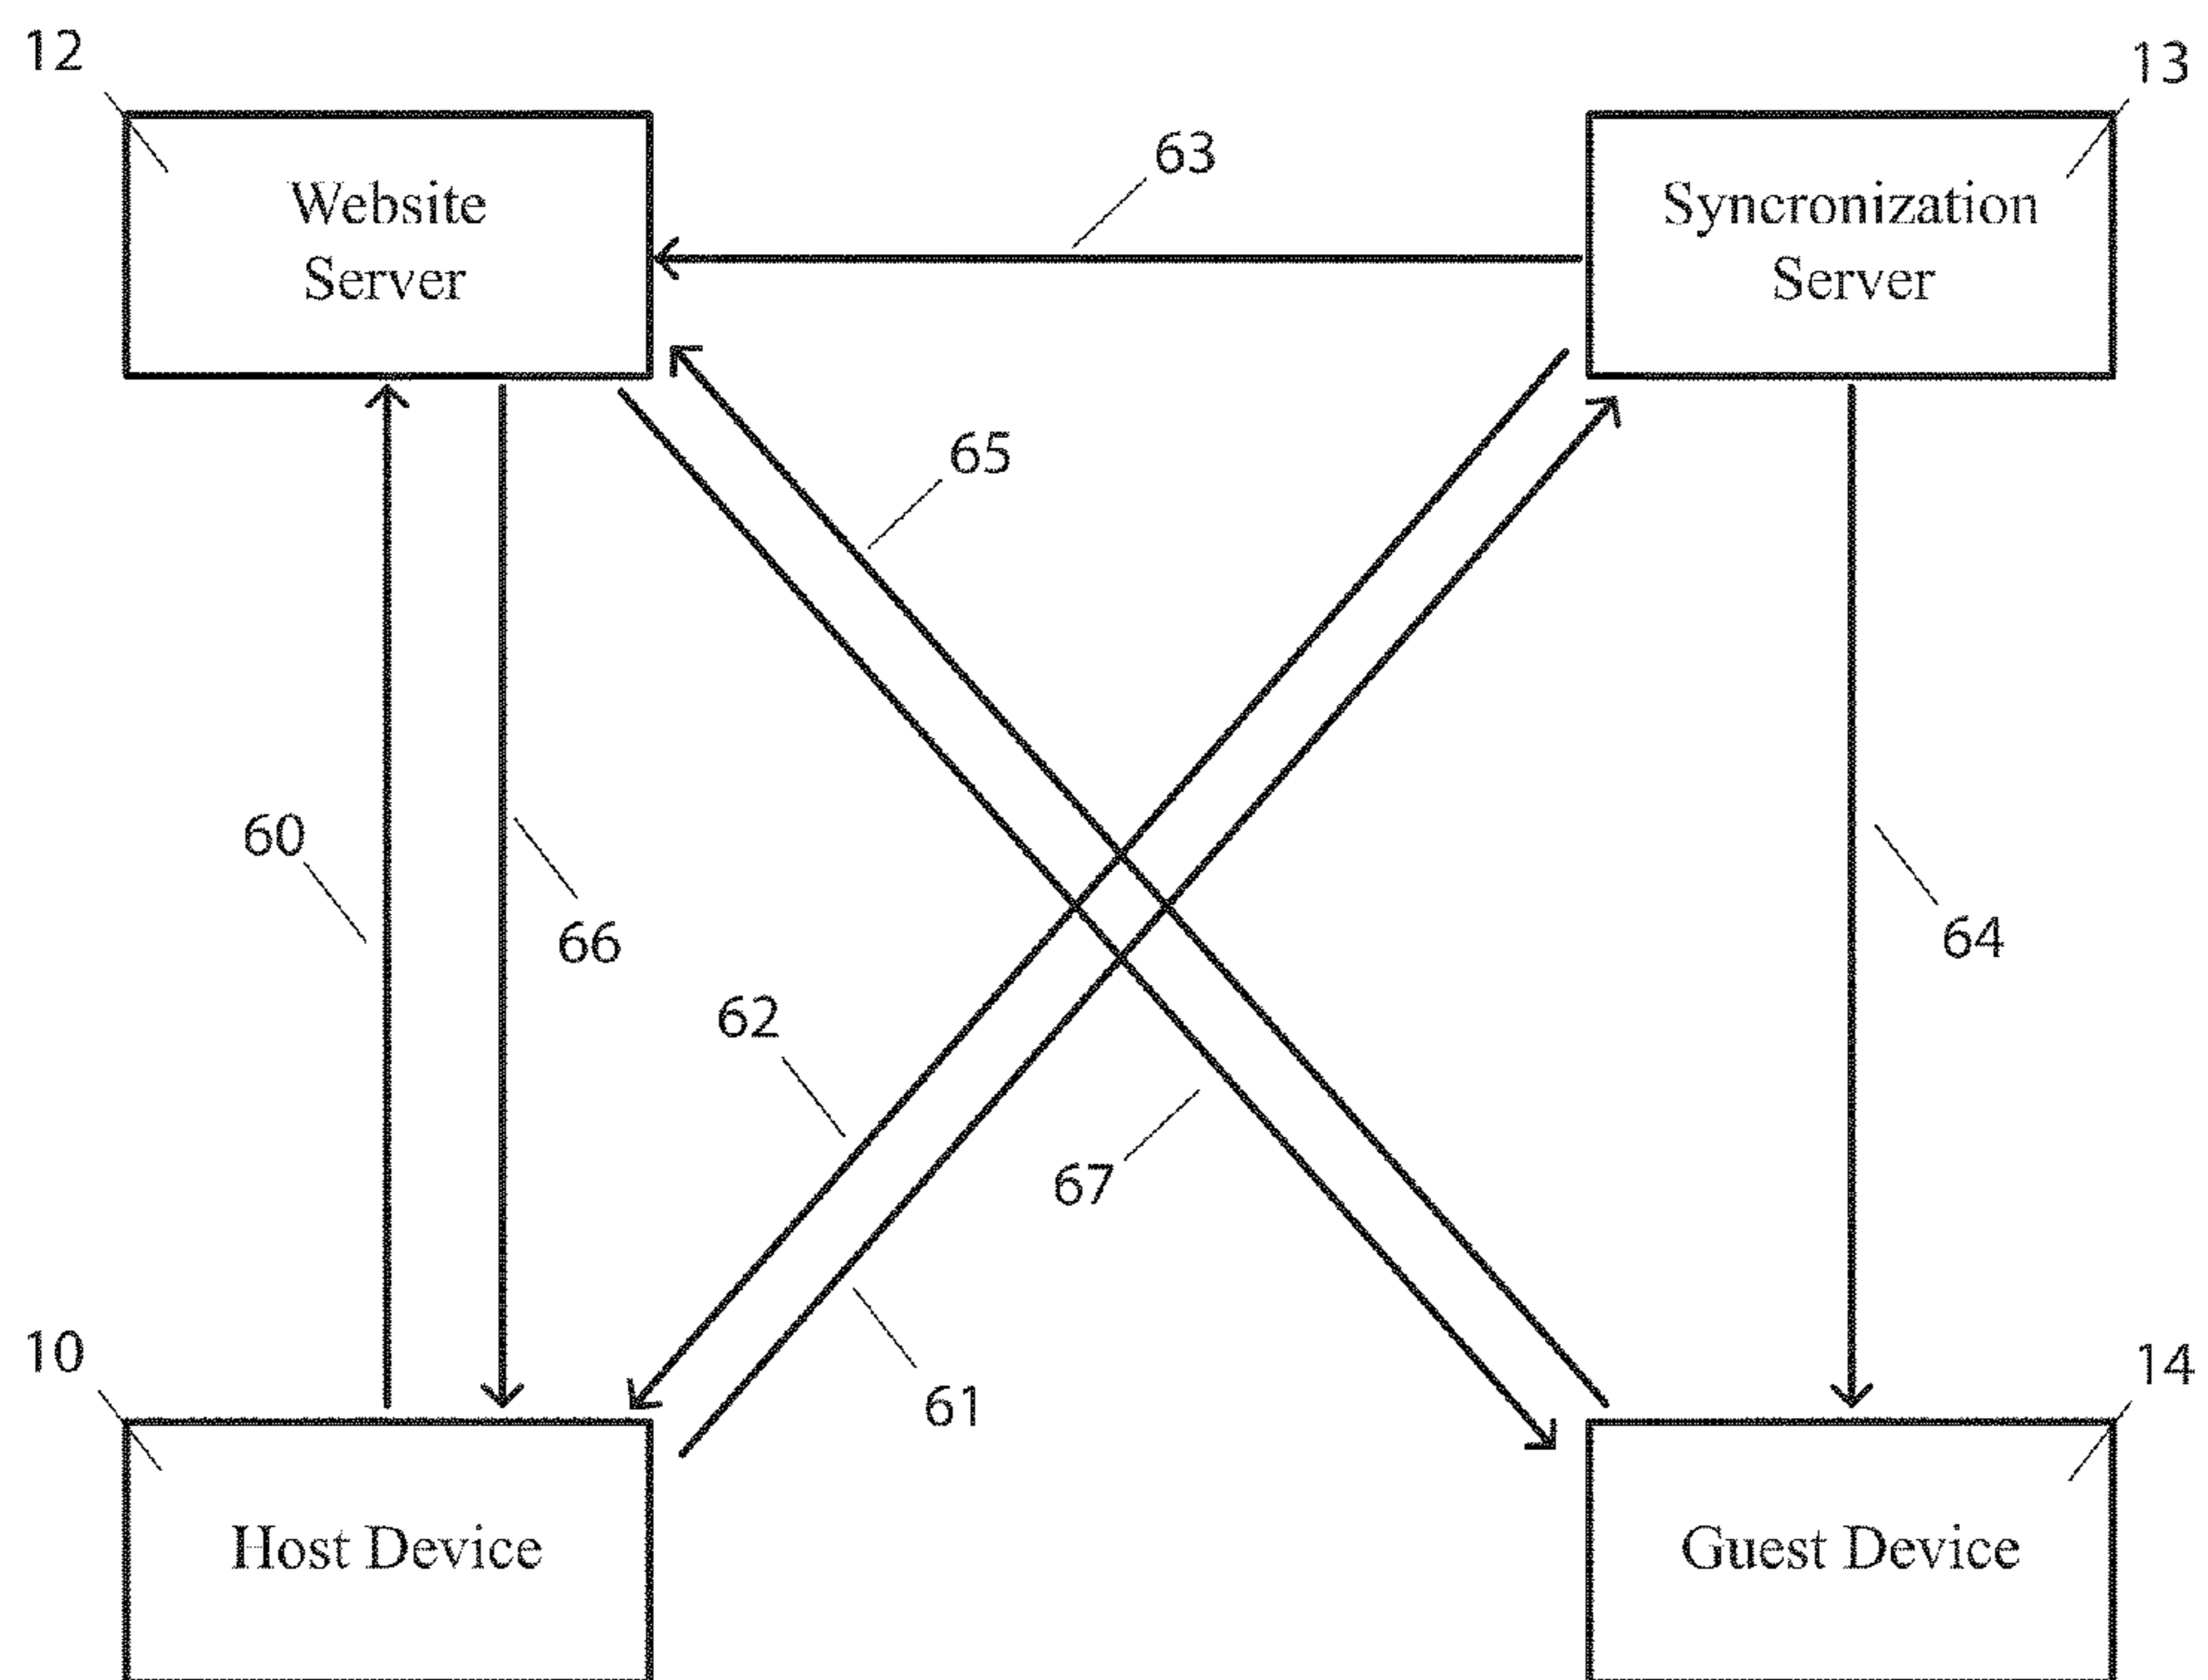 12
13
Website
Server
63
Syncronization
Server
65
60
66
64
62
67
61
10
14
Host Device
Guest Device